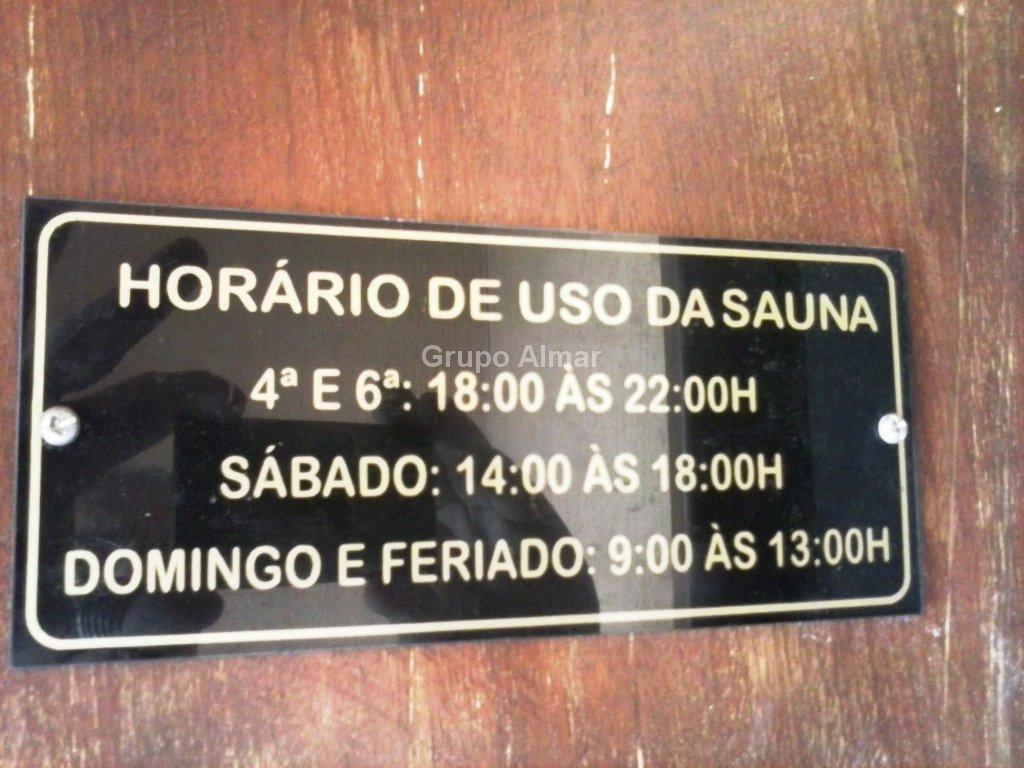 HORÁRIO DE USO DA SAUNA
Grupo Almar
4ª E 6ª: 18:00 ÀS 22:00H
SÁBADO: 14:00 ÀS 18:00H
DOMINGO E FERIADO: 9:00 ÀS 13:00H